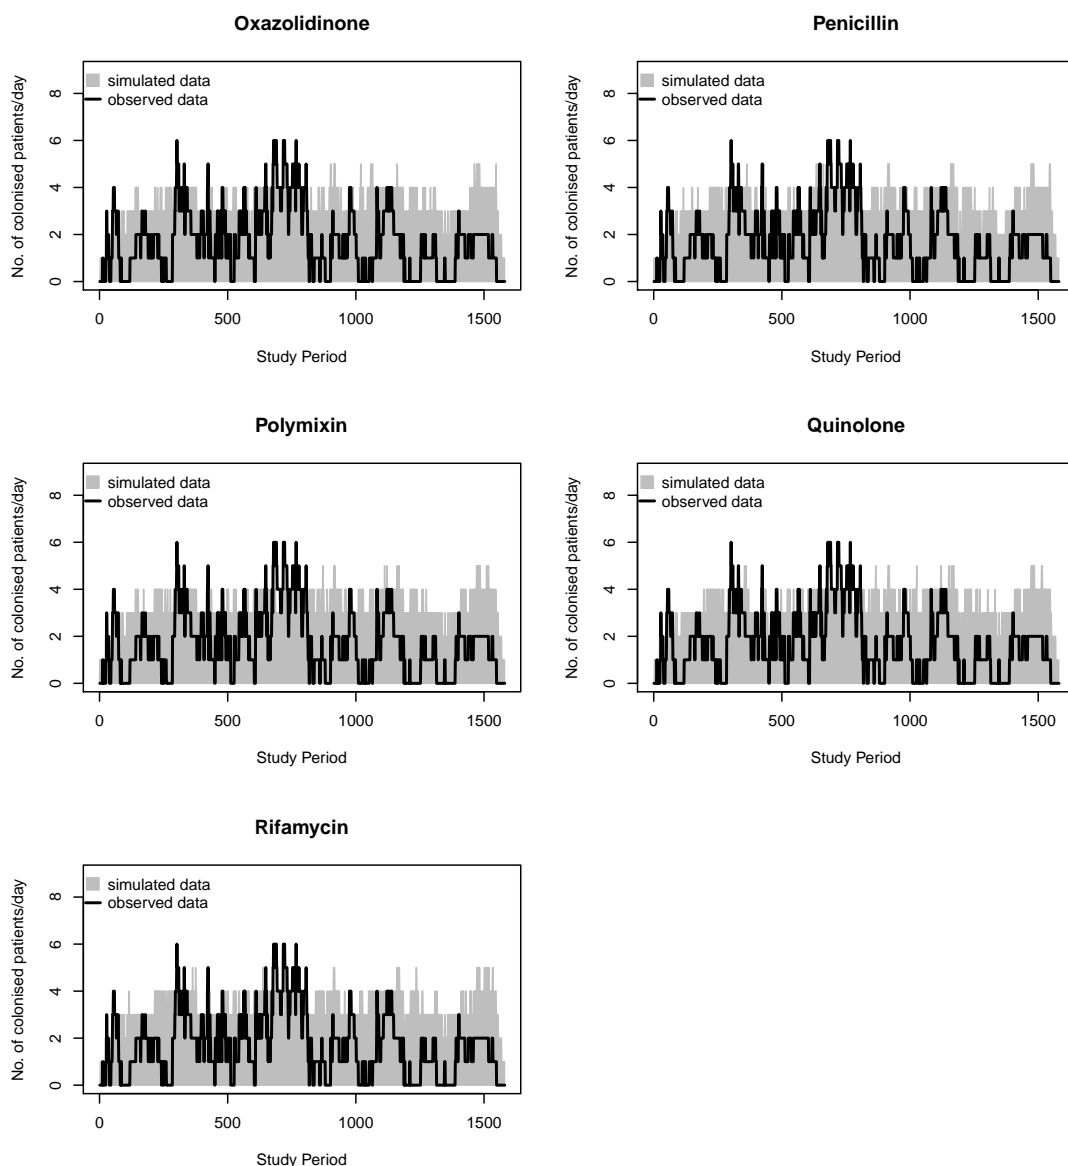 Oxazolidinone
No. of colonised patients/day
8
6
4
2
0
simulated data
observed data
0 500 1000 1500
Study Period
Penicillin
No. of colonised patients/day
8
6
4
2
0
simulated data
observed data
0 500 1000 1500
Study Period
Polymixin
No. of colonised patients/day
8
6
4
2
0
simulated data
observed data
0 500 1000 1500
Study Period
Quinolone
No. of colonised patients/day
8
6
4
2
0
simulated data
observed data
0 500 1000 1500
Study Period
Rifamycin
No. of colonised patients/day
8
6
4
2
0
simulated data
observed data
0 500 1000 1500
Study Period